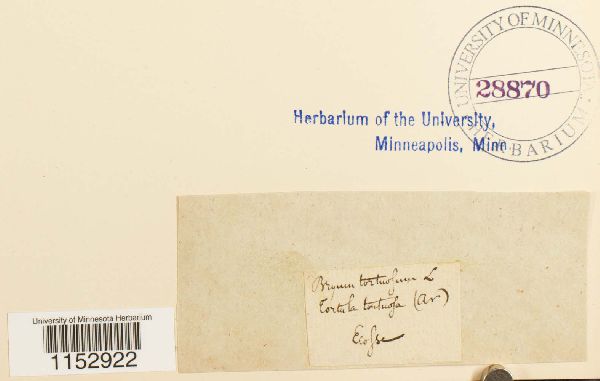 UNIVERSITY OF MINNESOTA
28870
HERBARIUM
Herbarium of the University,
Minneapolis, Minn.
Bryum tortuosum L
Tortula tortuosa (Ar)
Ecosse
University of Minnesota Herbarium
1152922